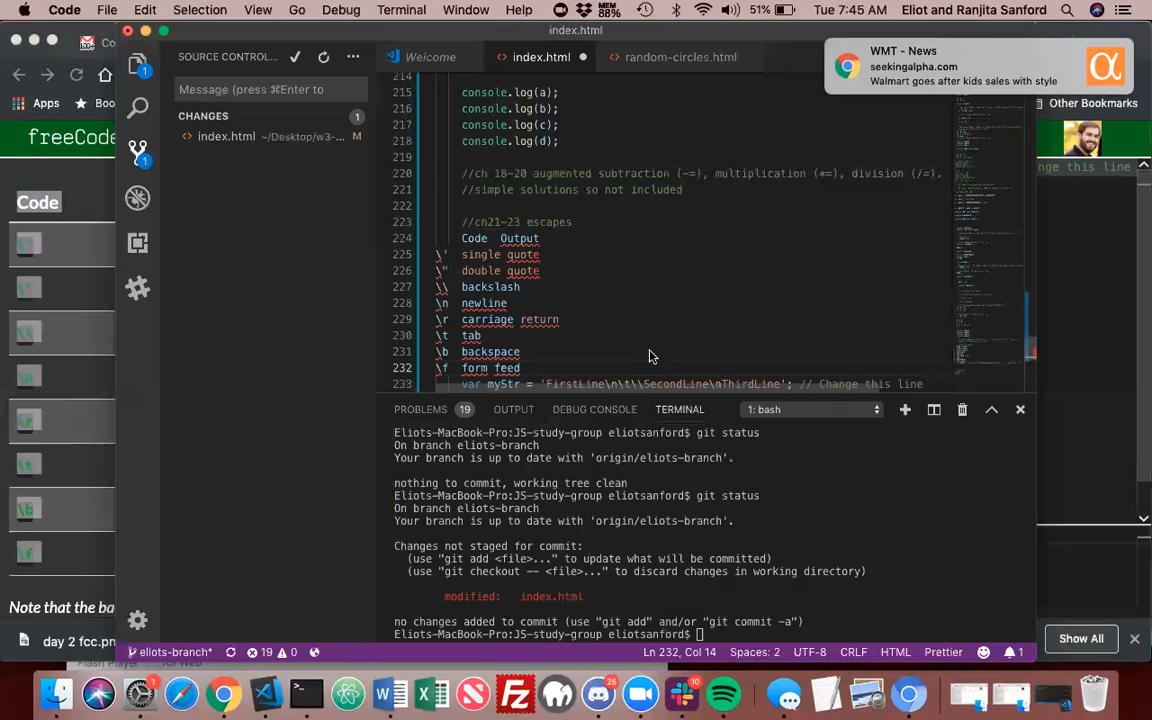 Code File Edit Selection View Go Debug Terminal Window Help MEM 88% 51% Tue 7:45 AM Eliot and Ranjita Sanford
index.html
SOURCE CONTROL...
Welcome
index.html
random-circles.html
WMT - News
seekingalpha.com
Walmart goes after kids sales with style
Apps
Other Bookmarks
Message (press ⌘Enter to
CHANGES 1
index.html ~/Desktop/w3-... M
freeCode
nge this line
Code
214
215 console.log(a);
216 console.log(b);
217 console.log(c);
218 console.log(d);
219
220 //ch 18-20 augmented subtraction (-=), multiplication (*=), division (/=).
221 //simple solutions so not included
222
223 //ch21-23 escapes
224 Code Output
225 \' single quote
226 \" double quote
227 \\ backslash
228 \n newline
229 \r carriage return
230 \t tab
231 \b backspace
232 \f form feed
233 var myStr = 'FirstLine\n\t\\SecondLine\nThirdLine'; // Change this line
\'
\"
\\
\n
\r
\t
\b
\f
Note that the ba
day 2 fcc.pn
Show All
PROBLEMS 19 OUTPUT DEBUG CONSOLE TERMINAL 1: bash
Eliots-MacBook-Pro:JS-study-group eliotsanford$ git status
On branch eliots-branch
Your branch is up to date with 'origin/eliots-branch'.
nothing to commit, working tree clean
Eliots-MacBook-Pro:JS-study-group eliotsanford$ git status
On branch eliots-branch
Your branch is up to date with 'origin/eliots-branch'.
Changes not staged for commit:
(use "git add <file>..." to update what will be committed)
(use "git checkout -- <file>..." to discard changes in working directory)
modified: index.html
no changes added to commit (use "git add" and/or "git commit -a")
Eliots-MacBook-Pro:JS-study-group eliotsanford$
eliots-branch* 19 0 Ln 232, Col 14 Spaces: 2 UTF-8 CRLF HTML Prettier 1